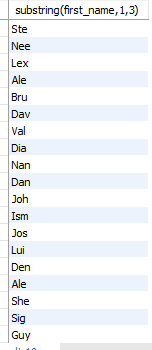 substring(first_name,1,3)
Ste
Nee
Lex
Ale
Bru
Dav
Val
Dia
Nan
Dan
Joh
Ism
Jos
Lui
Den
Ale
She
Sig
Guy